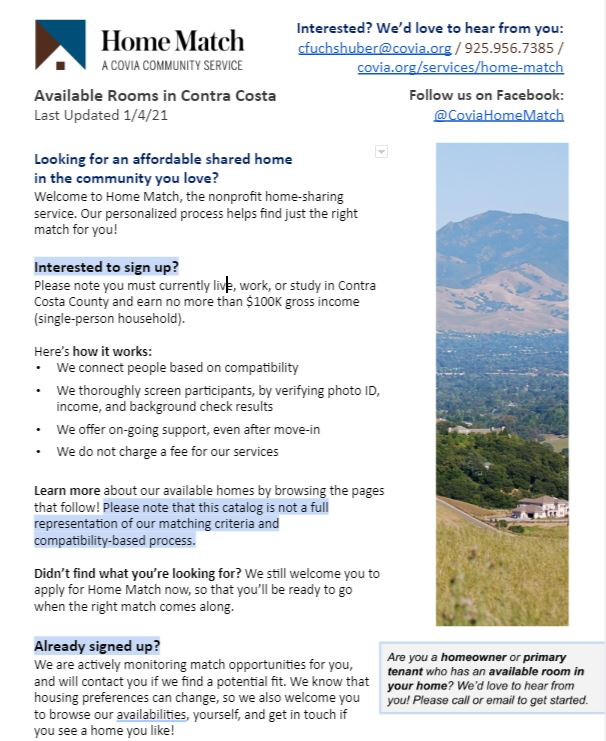 Home Match
A COVIA COMMUNITY SERVICE
Interested? We'd love to hear from you:
cfuchshuber@covia.org / 925.956.7385 /
covia.org/services/home-match
Available Rooms in Contra Costa
Last Updated 1/4/21
Follow us on Facebook:
@CoviaHomeMatch
Looking for an affordable shared home
in the community you love?
Welcome to Home Match, the nonprofit home-sharing
service. Our personalized process helps find just the right
match for you!
Interested to sign up?
Please note you must currently live, work, or study in Contra
Costa County and earn no more than $100K gross income
(single-person household).
Here's how it works:
• We connect people based on compatibility
• We thoroughly screen participants, by verifying photo ID,
income, and background check results
• We offer on-going support, even after move-in
• We do not charge a fee for our services
Learn more about our available homes by browsing the pages
that follow! Please note that this catalog is not a full
representation of our matching criteria and
compatibility-based process.
Didn't find what you're looking for? We still welcome you to
apply for Home Match now, so that you'll be ready to go
when the right match comes along.
Already signed up?
We are actively monitoring match opportunities for you,
and will contact you if we find a potential fit. We know that
housing preferences can change, so we also welcome you
to browse our availabilities, yourself, and get in touch if
you see a home you like!
Are you a homeowner or primary
tenant who has an available room in
your home? We'd love to hear from
you! Please call or email to get started.